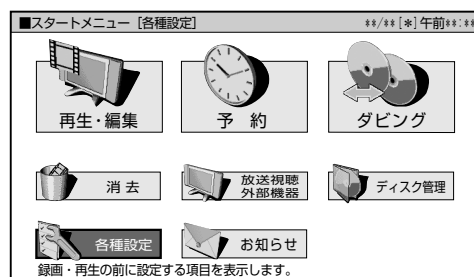 ■スタートメニュー [各種設定] **/**[*]午前**:**
再生・編集
予 約
ダビング
消 去
放送視聴
外部機器
ディスク管理
各種設定
お知らせ
録画・再生の前に設定する項目を表示します。